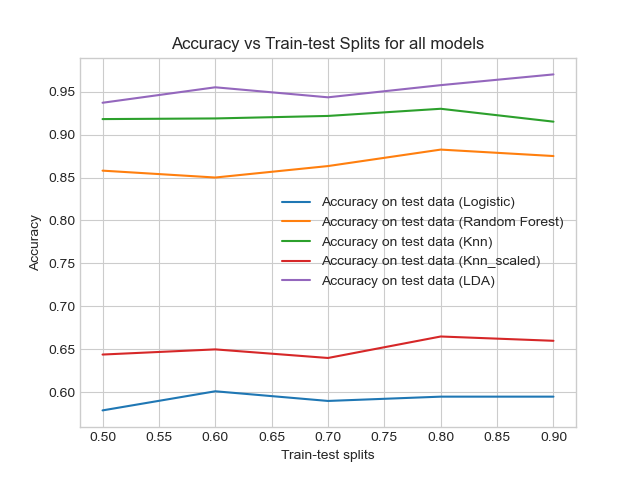 Accuracy vs Train-test Splits for all models
0.95
0.90
0.85
0.80
0.75
0.70
0.65
0.60
Accuracy
Accuracy on test data (Logistic)
Accuracy on test data (Random Forest)
Accuracy on test data (Knn)
Accuracy on test data (Knn_scaled)
Accuracy on test data (LDA)
0.50 0.55 0.60 0.65 0.70 0.75 0.80 0.85 0.90
Train-test splits